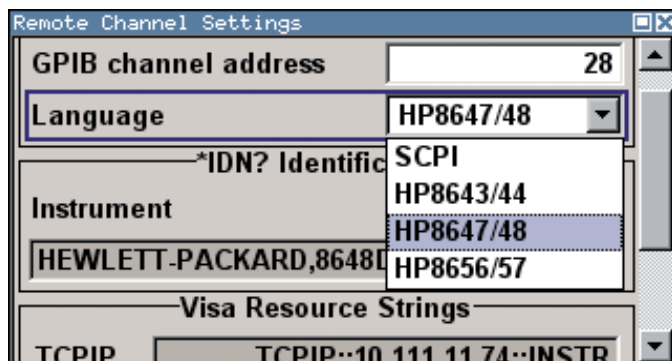 Remote Channel Settings
GPIB channel address 28
Language HP8647/48
*IDN? Identific
SCPI
HP8643/44
HP8647/48
HP8656/57
Instrument
HEWLETT-PACKARD,8648D
Visa Resource Strings
TCPIP TCPIP::10.111.11.74::INSTR